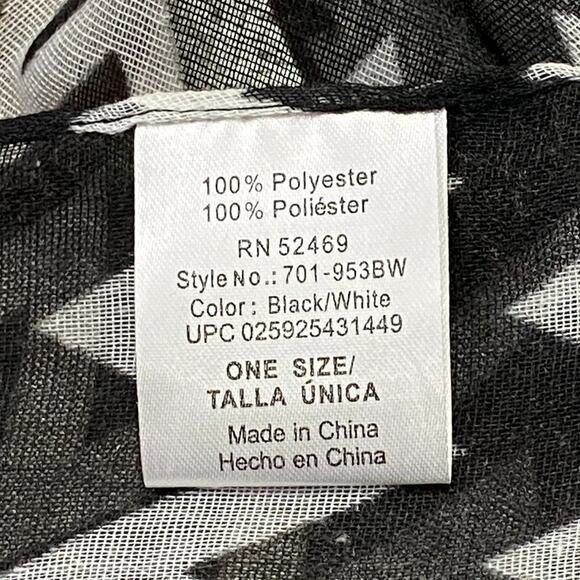 100% Polyester
100% Poliéster
RN 52469
Style No.: 701-953BW
Color: Black/White
UPC 025925431449
ONE SIZE/
TALLA ÚNICA
Made in China
Hecho en China